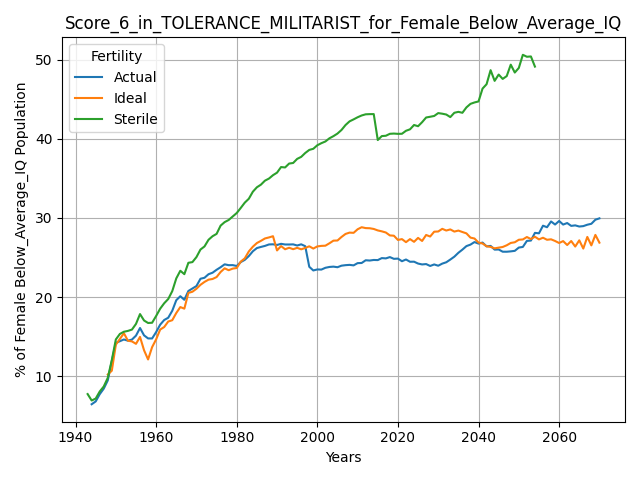 Score_6_in_TOLERANCE_MILITARIST_for_Female_Below_Average_IQ
Fertility
Actual
Ideal
Sterile
% of Female Below_Average_IQ Population
50
40
30
20
10
1940 1960 1980 2000 2020 2040 2060
Years